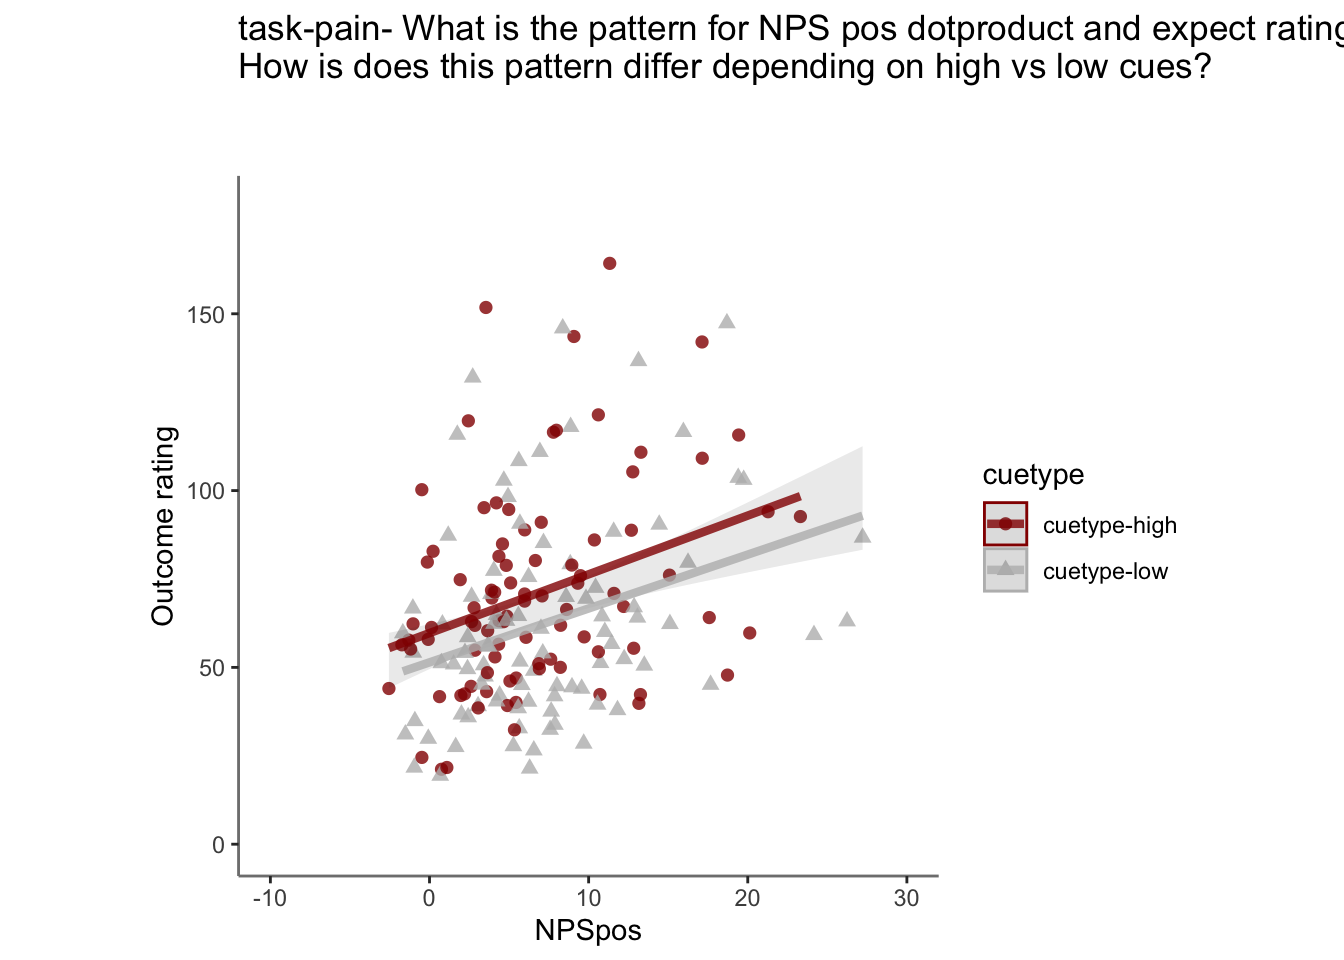 task-pain- What is the pattern for NPS pos dotproduct and expect rating
How is does this pattern differ depending on high vs low cues?
150
100
50
0
Outcome rating
-10
0
10
20
30
NPSpos
cuetype
cuetype-high
cuetype-low